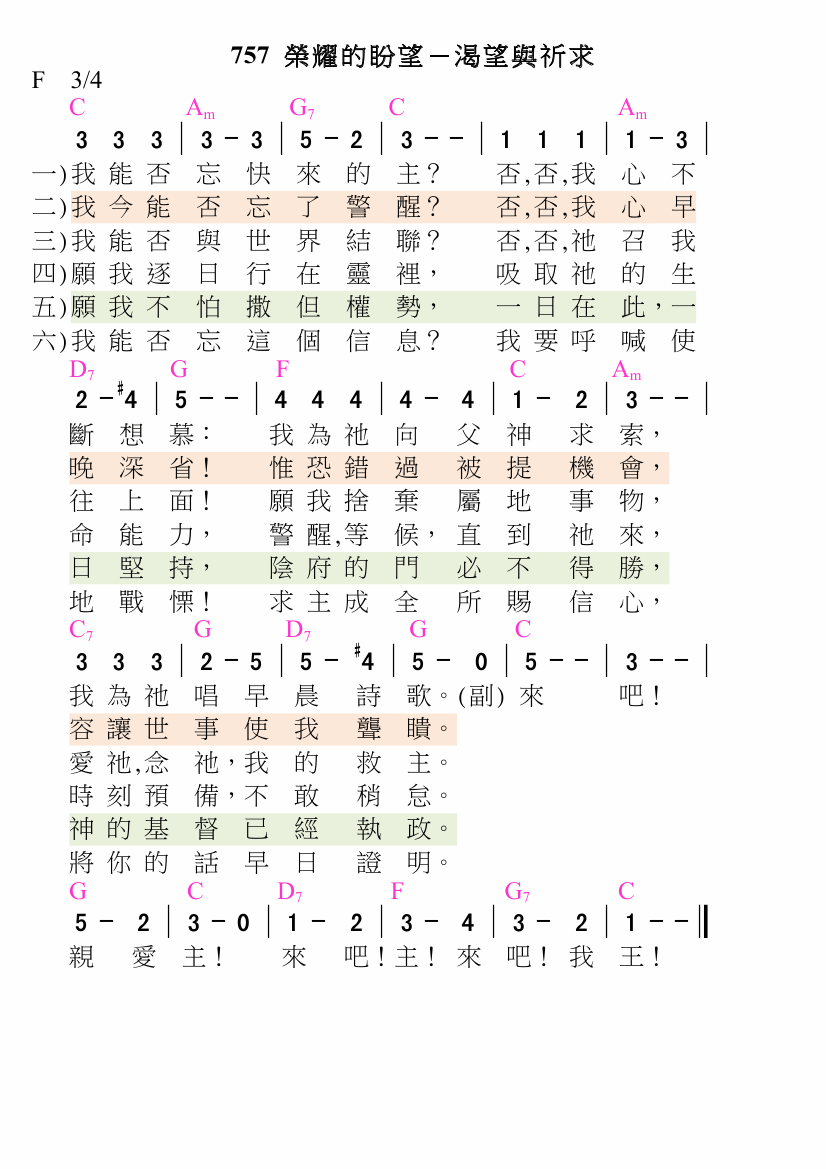 757 榮耀的盼望－渴望與祈求
F 3/4
C Am G7 C Am
3 3 3 | 3 - 3 | 5 - 2 | 3 - - | 1 1 1 | 1 - 3 |
一)我能否忘快來的主？ 否,否,我心不
二)我今能否忘了警醒？ 否,否,我心早
三)我能否與世界結聯？ 否,否,祂召我
四)願我逐日行在靈裡， 吸取祂的生
五)願我不怕撒但權勢， 一日在此，一
六)我能否忘這個信息？ 我要呼喊使
D7 G F C Am
2 - #4 | 5 - - | 4 4 4 | 4 - 4 | 1 - 2 | 3 - - |
斷想慕： 我為祂向父神求索，
晚深省！ 惟恐錯過被提機會，
往上面！ 願我捨棄屬地事物，
命能力， 警醒,等候，直到祂來，
日堅持， 陰府的門必不得勝，
地戰慄！ 求主成全所賜信心，
C7 G D7 G C
3 3 3 | 2 - 5 | 5 - #4 | 5 - 0 | 5 - - | 3 - - |
我為祂唱早晨詩歌。(副) 來 吧！
容讓世事使我聾瞶。
愛祂,念祂，我的救主。
時刻預備，不敢稍怠。
神的基督已經執政。
將你的話早日證明。
G C D7 F G7 C
5 - 2 | 3 - 0 | 1 - 2 | 3 - 4 | 3 - 2 | 1 - - ‖
親愛主！ 來吧！主！來吧！我王！